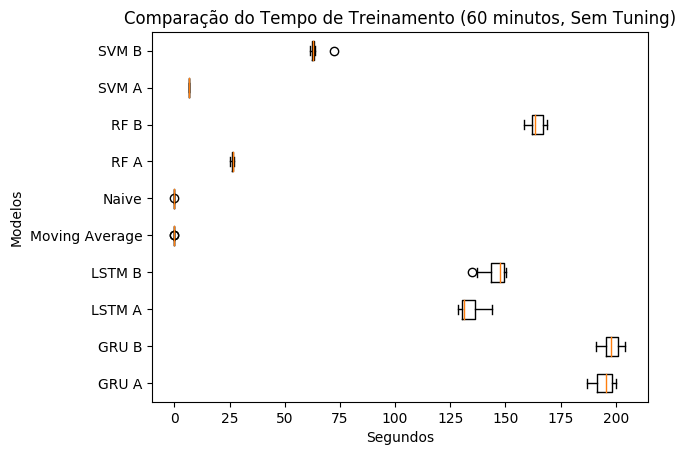 Comparação do Tempo de Treinamento (60 minutos, Sem Tuning)
Modelos
SVM B
SVM A
RF B
RF A
Naive
Moving Average
LSTM B
LSTM A
GRU B
GRU A
0 25 50 75 100 125 150 175 200
Segundos